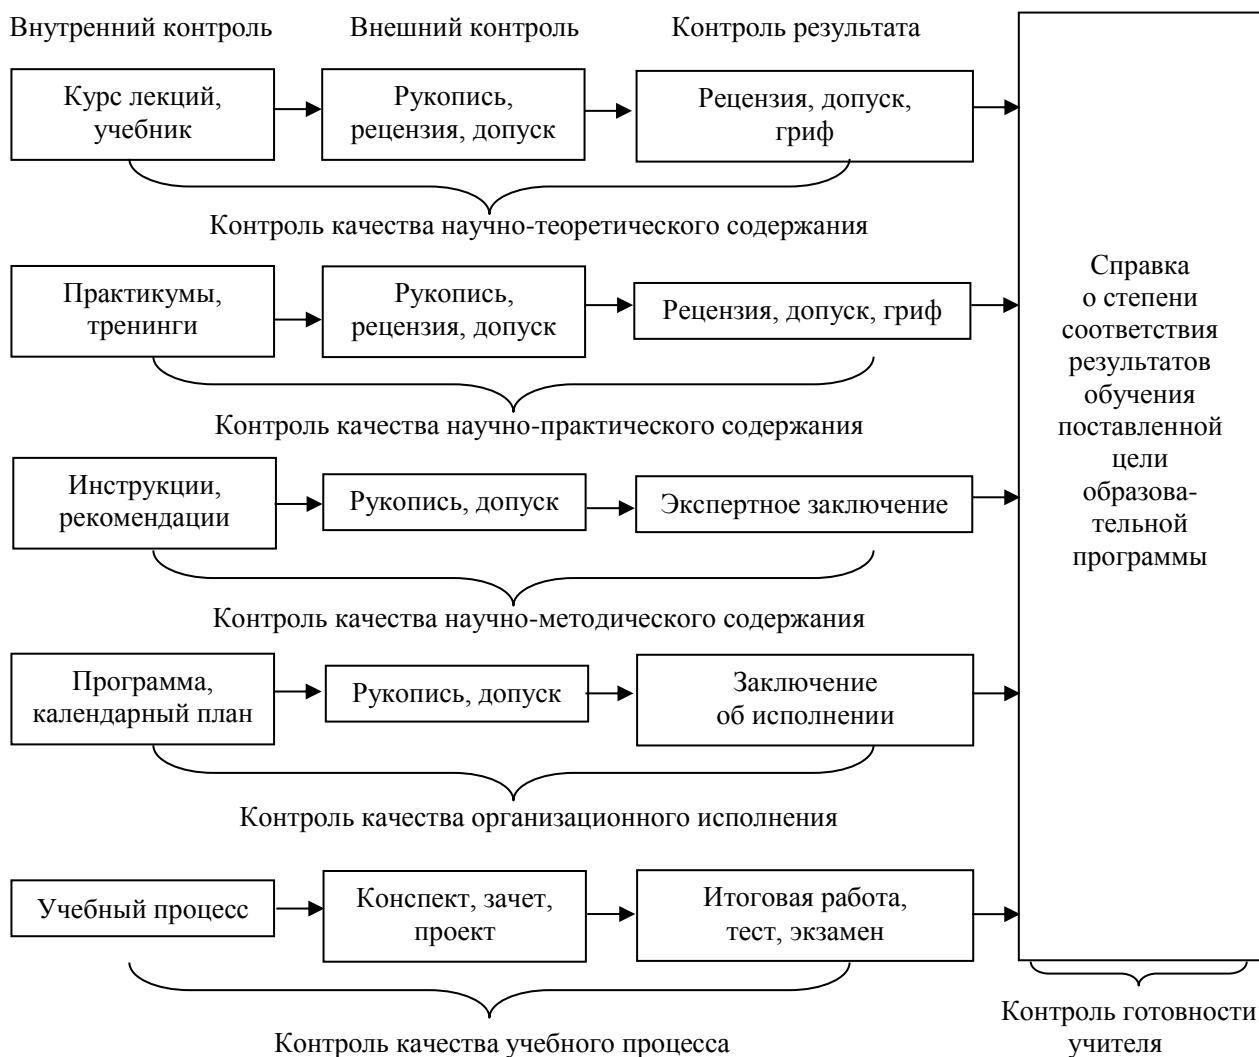 Внутренний контроль
Внешний контроль
Контроль результата
Курс лекций,
учебник
Рукопись,
рецензия, допуск
Рецензия, допуск,
гриф
Контроль качества научно-теоретического содержания
Практикумы,
тренинги
Рукопись,
рецензия, допуск
Рецензия, допуск, гриф
Контроль качества научно-практического содержания
Инструкции,
рекомендации
Рукопись, допуск
Экспертное заключение
Контроль качества научно-методического содержания
Программа,
календарный план
Рукопись, допуск
Заключение
об исполнении
Контроль качества организационного исполнения
Учебный процесс
Конспект, зачет,
проект
Итоговая работа,
тест, экзамен
Контроль качества учебного процесса
Справка
о степени
соответствия
результатов
обучения
поставленной
цели
образова-
тельной
программы
Контроль готовности
учителя